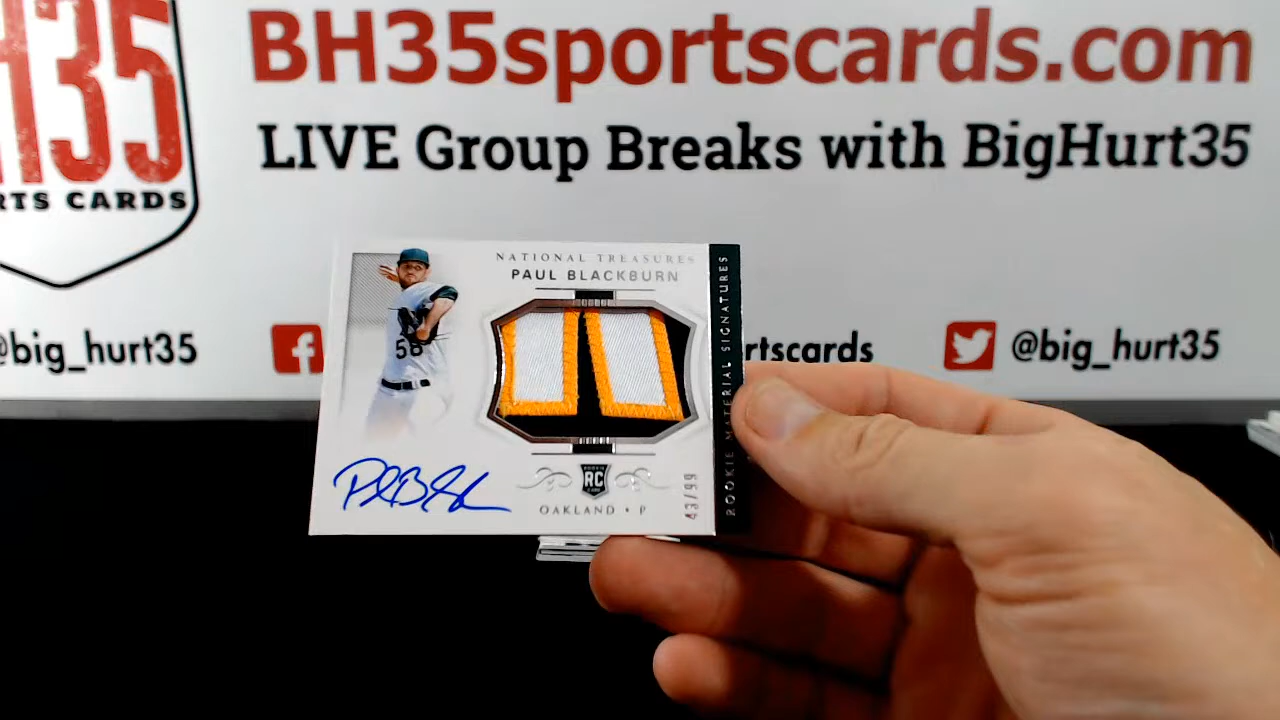 BH35sportscards.com
LIVE Group Breaks with BigHurt35
H35
RTS CARDS
@big_hurt35
rtscards
@big_hurt35
NATIONAL TREASURES
PAUL BLACKBURN
58
ROOKIE
RC
OAKLAND • P
43/99
ROOKIE MATERIAL SIGNATURES